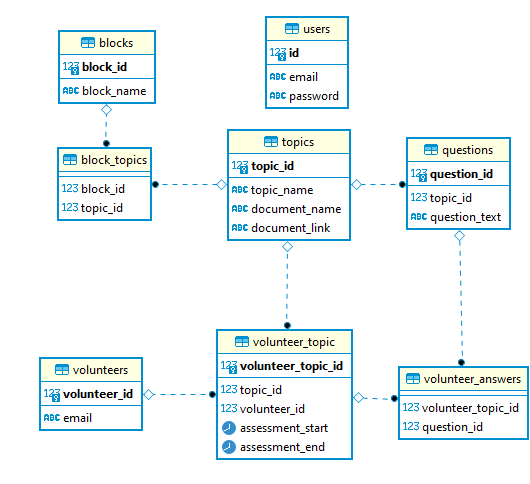 blocks
123 block_id
ABC block_name
users
123 id
ABC email
ABC password
block_topics
123 block_id
123 topic_id
topics
123 topic_id
ABC topic_name
ABC document_name
ABC document_link
questions
123 question_id
123 topic_id
ABC question_text
volunteers
123 volunteer_id
ABC email
volunteer_topic
123 volunteer_topic_id
123 topic_id
123 volunteer_id
assessment_start
assessment_end
volunteer_answers
123 volunteer_topic_id
123 question_id